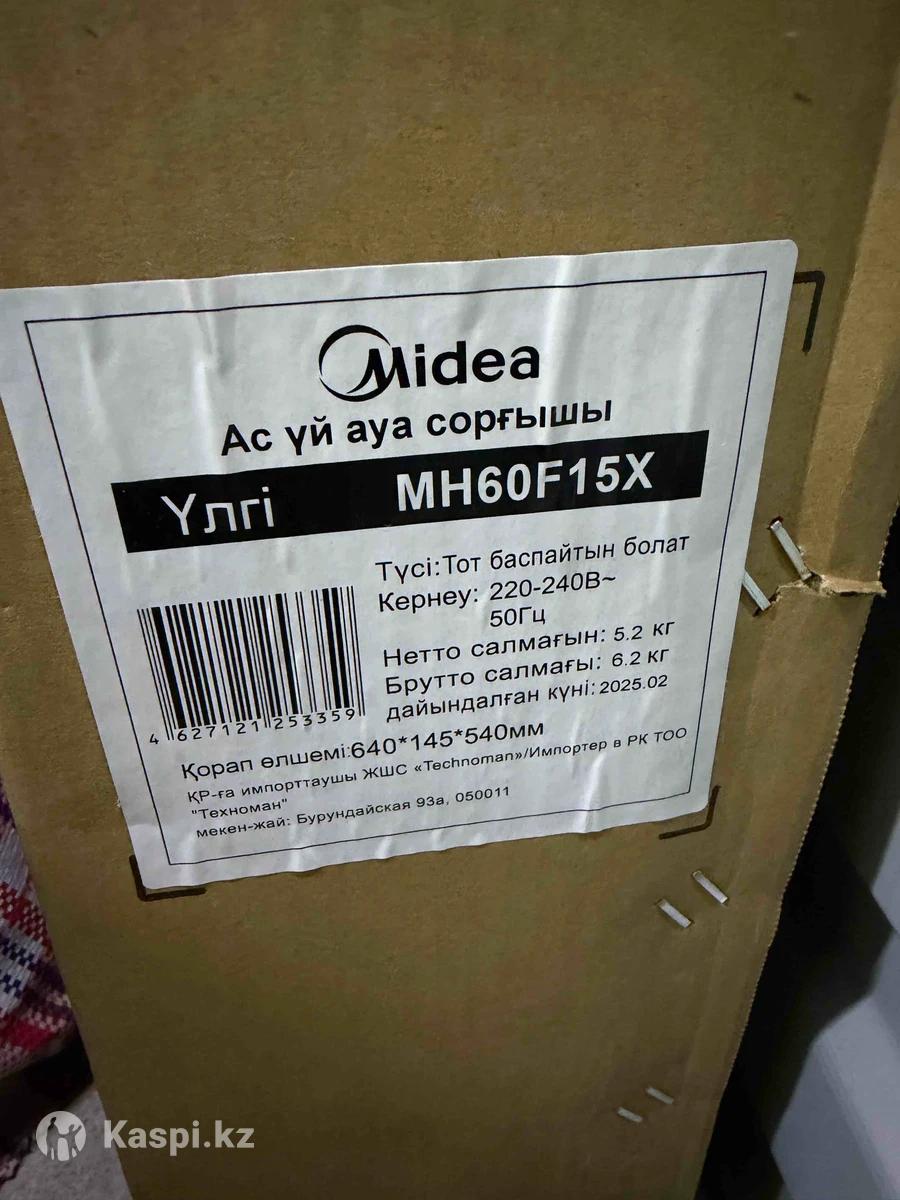 Midea
Ас үй ауа сорғышы
Үлгі MH60F15X
Түсі:Тот баспайтын болат
Кернеу: 220-240В~
50Гц
Нетто салмағын: 5.2 кг
Брутто салмағы: 6.2 кг
дайындалған күні:2025.02
4 627121 253359
Қорап өлшемі:640*145*540мм
ҚР-ға импорттаушы ЖШС «Technoman»/Импортер в РК ТОО
"Техноман"
мекен-жай: Бурундайская 93а, 050011
Kaspi.kz